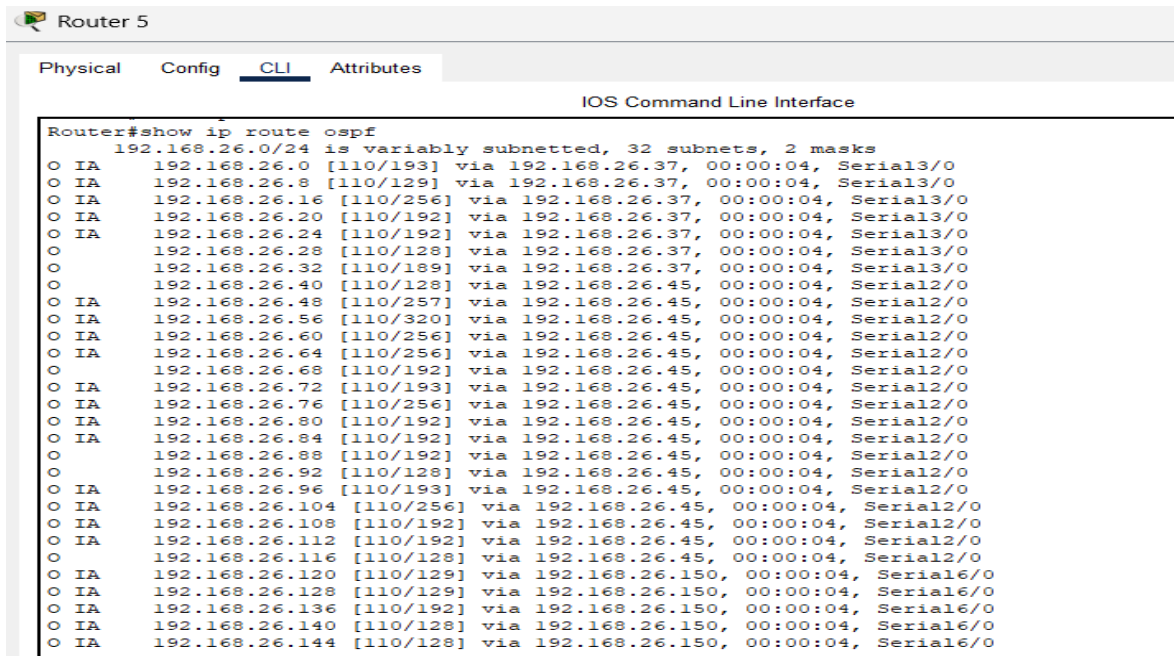 Router 5
Physical Config CLI Attributes
IOS Command Line Interface
Router#show ip route ospf
192.168.26.0/24 is variably subnetted, 32 subnets, 2 masks
O IA 192.168.26.0 [110/193] via 192.168.26.37, 00:00:04, Serial3/0
O IA 192.168.26.8 [110/129] via 192.168.26.37, 00:00:04, Serial3/0
O IA 192.168.26.16 [110/256] via 192.168.26.37, 00:00:04, Serial3/0
O IA 192.168.26.20 [110/192] via 192.168.26.37, 00:00:04, Serial3/0
O IA 192.168.26.24 [110/192] via 192.168.26.37, 00:00:04, Serial3/0
O 192.168.26.28 [110/128] via 192.168.26.37, 00:00:04, Serial3/0
O 192.168.26.32 [110/189] via 192.168.26.37, 00:00:04, Serial3/0
O 192.168.26.40 [110/128] via 192.168.26.45, 00:00:04, Serial2/0
O IA 192.168.26.48 [110/257] via 192.168.26.45, 00:00:04, Serial2/0
O IA 192.168.26.56 [110/320] via 192.168.26.45, 00:00:04, Serial2/0
O IA 192.168.26.60 [110/256] via 192.168.26.45, 00:00:04, Serial2/0
O IA 192.168.26.64 [110/256] via 192.168.26.45, 00:00:04, Serial2/0
O 192.168.26.68 [110/192] via 192.168.26.45, 00:00:04, Serial2/0
O IA 192.168.26.72 [110/193] via 192.168.26.45, 00:00:04, Serial2/0
O IA 192.168.26.76 [110/256] via 192.168.26.45, 00:00:04, Serial2/0
O IA 192.168.26.80 [110/192] via 192.168.26.45, 00:00:04, Serial2/0
O IA 192.168.26.84 [110/192] via 192.168.26.45, 00:00:04, Serial2/0
O 192.168.26.88 [110/192] via 192.168.26.45, 00:00:04, Serial2/0
O 192.168.26.92 [110/128] via 192.168.26.45, 00:00:04, Serial2/0
O IA 192.168.26.96 [110/193] via 192.168.26.45, 00:00:04, Serial2/0
O IA 192.168.26.104 [110/256] via 192.168.26.45, 00:00:04, Serial2/0
O IA 192.168.26.108 [110/192] via 192.168.26.45, 00:00:04, Serial2/0
O IA 192.168.26.112 [110/192] via 192.168.26.45, 00:00:04, Serial2/0
O 192.168.26.116 [110/128] via 192.168.26.45, 00:00:04, Serial2/0
O IA 192.168.26.120 [110/129] via 192.168.26.150, 00:00:04, Serial6/0
O IA 192.168.26.128 [110/129] via 192.168.26.150, 00:00:04, Serial6/0
O IA 192.168.26.136 [110/192] via 192.168.26.150, 00:00:04, Serial6/0
O IA 192.168.26.140 [110/128] via 192.168.26.150, 00:00:04, Serial6/0
O IA 192.168.26.144 [110/128] via 192.168.26.150, 00:00:04, Serial6/0